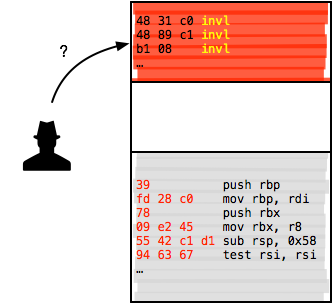 48 31 c0 invl
48 89 c1 invl
b1 08 invl
…
?
39 push rbp
fd 28 c0 mov rbp, rdi
78 push rbx
09 e2 45 mov rbx, r8
55 42 c1 d1 sub rsp, 0x58
94 63 67 test rsi, rsi
…